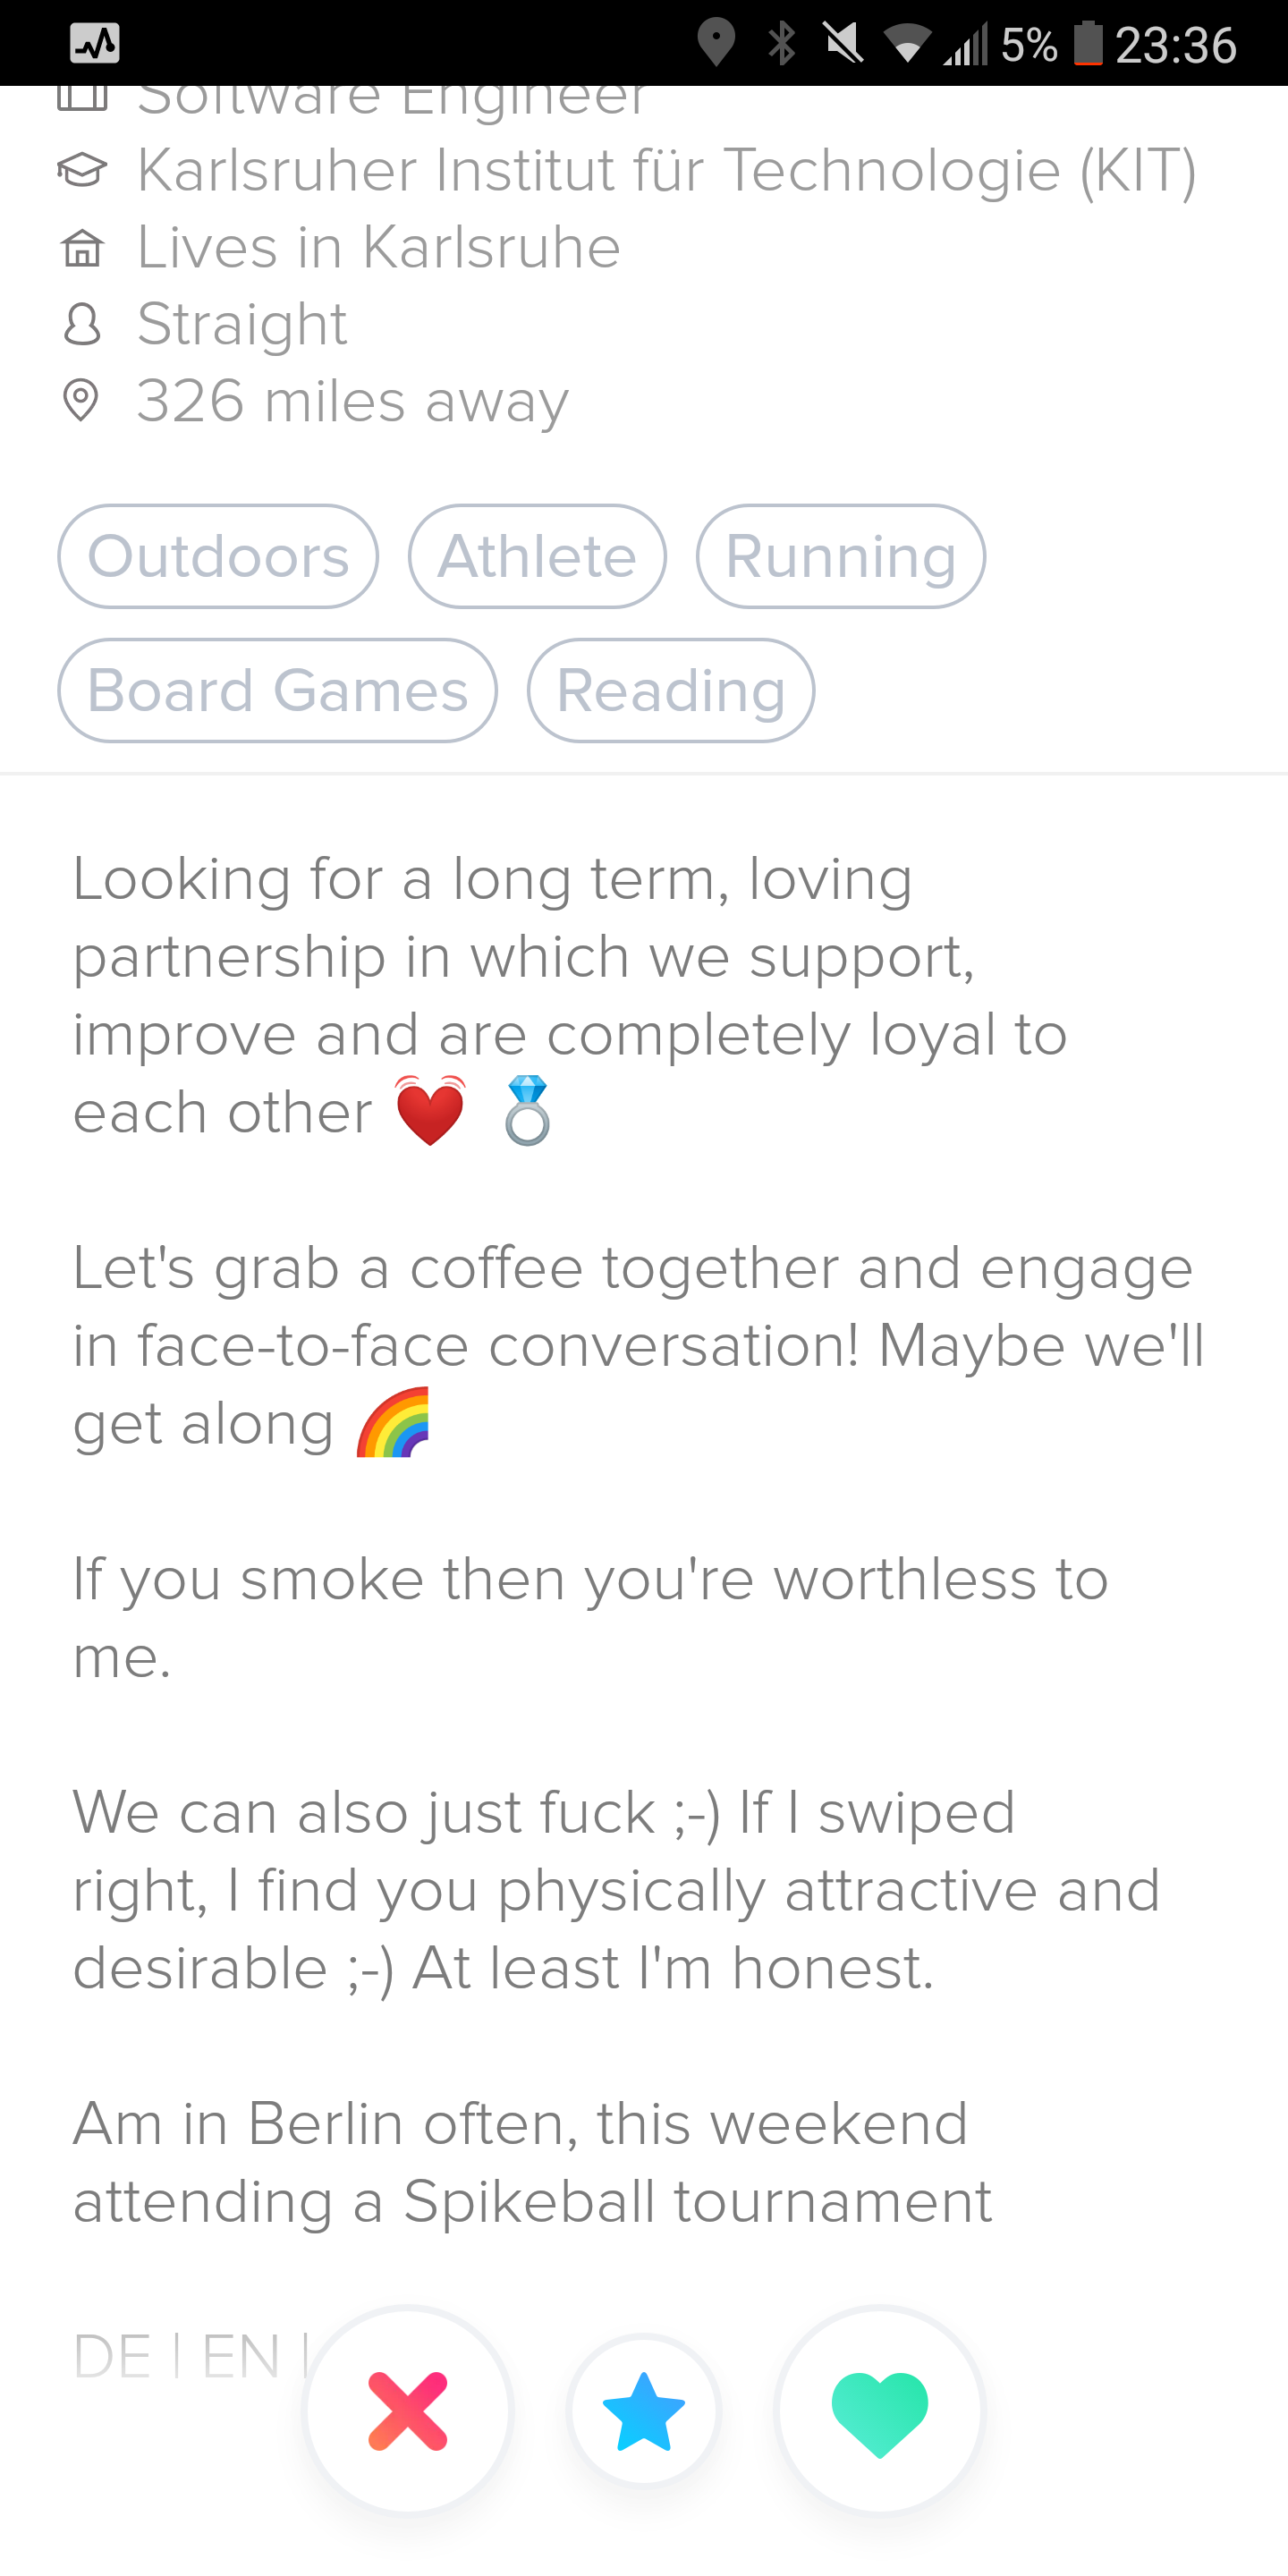 5% 23:36
Software Engineer
Karlsruher Institut für Technologie (KIT)
Lives in Karlsruhe
Straight
326 miles away
Outdoors Athlete Running
Board Games Reading
Looking for a long term, loving
partnership in which we support,
improve and are completely loyal to
each other 💓 💍
Let's grab a coffee together and engage
in face-to-face conversation! Maybe we'll
get along 🌈
If you smoke then you're worthless to
me.
We can also just fuck ;-) If I swiped
right, I find you physically attractive and
desirable ;-) At least I'm honest.
Am in Berlin often, this weekend
attending a Spikeball tournament
DE | EN |